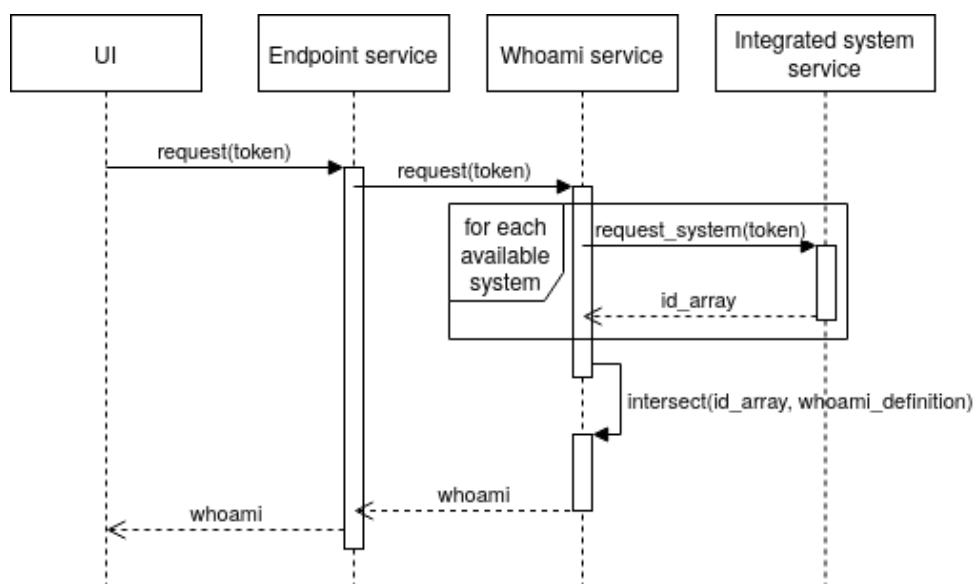 UI
Endpoint service
Whoami service
Integrated system
service
request(token)
request(token)
for each
available
system
request_system(token)
id_array
intersect(id_array, whoami_definition)
whoami
whoami